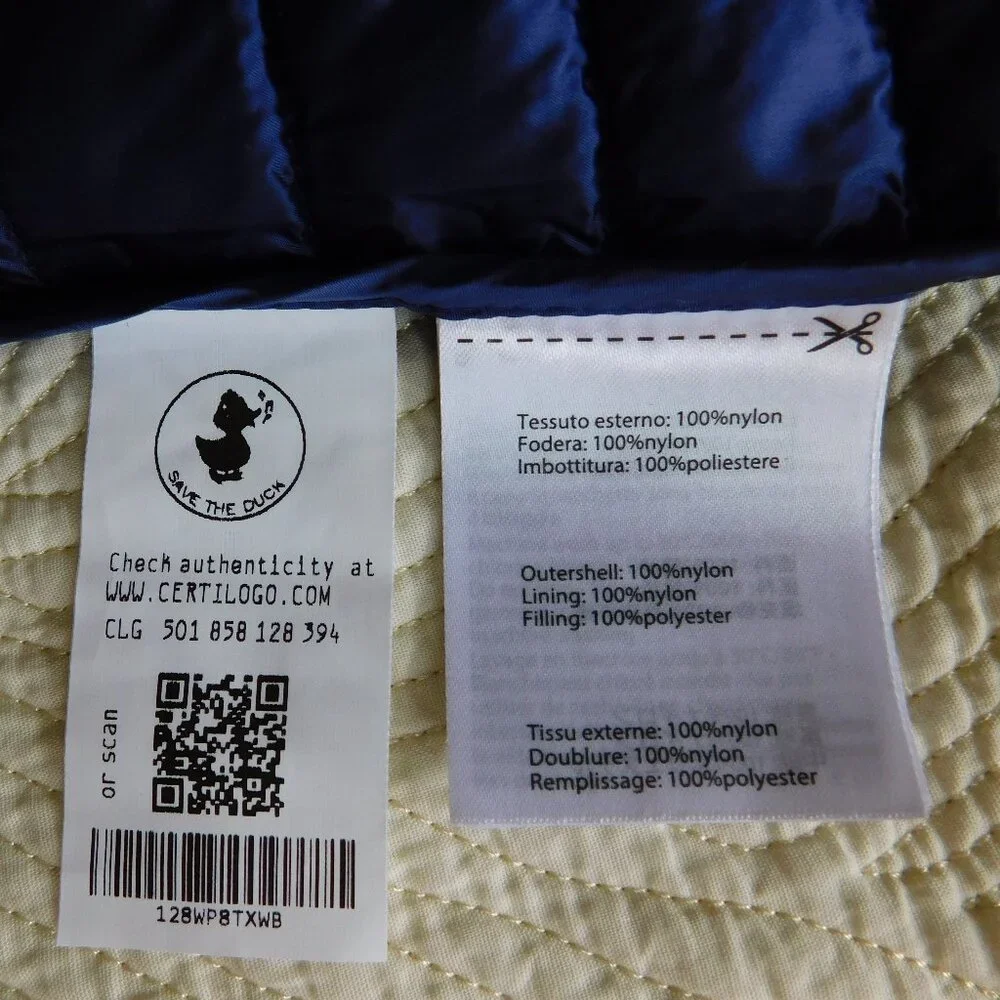 SAVE THE DUCK
Check authenticity at
WWW.CERTILOGO.COM
CLG 501 858 128 394
or scan
128WP8TXWB
Tessuto esterno: 100%nylon
Fodera: 100%nylon
Imbottitura: 100%poliestere
Outershell: 100%nylon
Lining: 100%nylon
Filling: 100%polyester
Tissu externe: 100%nylon
Doublure: 100%nylon
Remplissage: 100%polyester